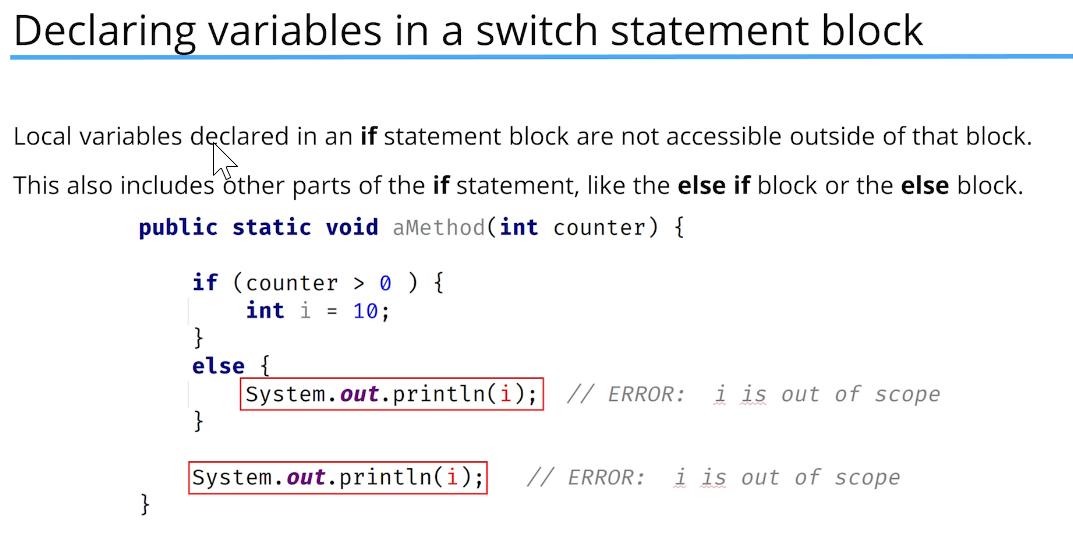 Declaring variables in a switch statement block
Local variables declared in an if statement block are not accessible outside of that block.
This also includes other parts of the if statement, like the else if block or the else block.
public static void aMethod(int counter) {
if (counter > 0 ) {
int i = 10;
}
else {
System.out.println(i);  // ERROR:  i is out of scope
}
System.out.println(i);  // ERROR:  i is out of scope
}